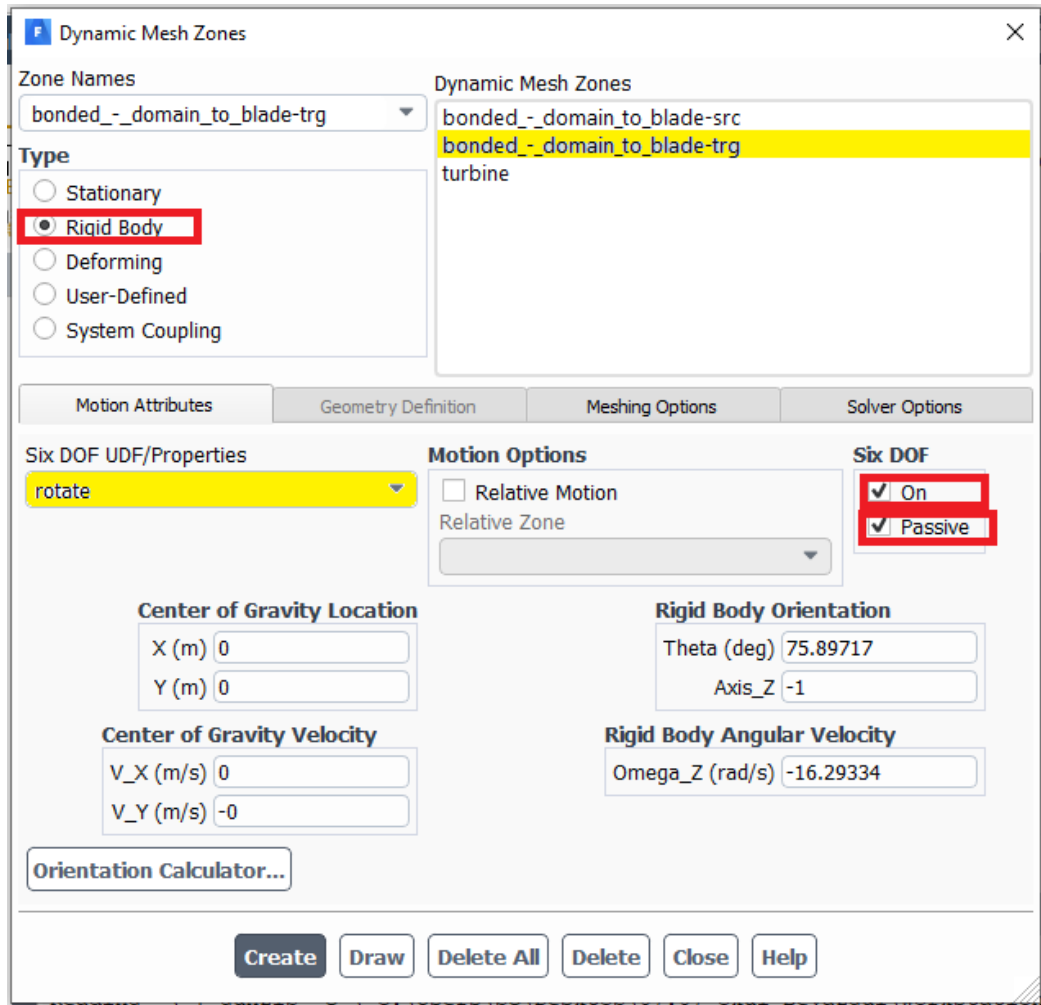 Dynamic Mesh Zones
Zone Names
bonded_-_domain_to_blade-trg
Dynamic Mesh Zones
bonded_-_domain_to_blade-src
bonded_-_domain_to_blade-trg
turbine
Type
Stationary
Rigid Body
Deforming
User-Defined
System Coupling
Motion Attributes
Geometry Definition
Meshing Options
Solver Options
Six DOF UDF/Properties
rotate
Motion Options
Relative Motion
Relative Zone
Six DOF
On
Passive
Center of Gravity Location
X (m) 0
Y (m) 0
Rigid Body Orientation
Theta (deg) 75.89717
Axis_Z -1
Center of Gravity Velocity
V_X (m/s) 0
V_Y (m/s) -0
Rigid Body Angular Velocity
Omega_Z (rad/s) -16.29334
Orientation Calculator...
Create Draw Delete All Delete Close Help